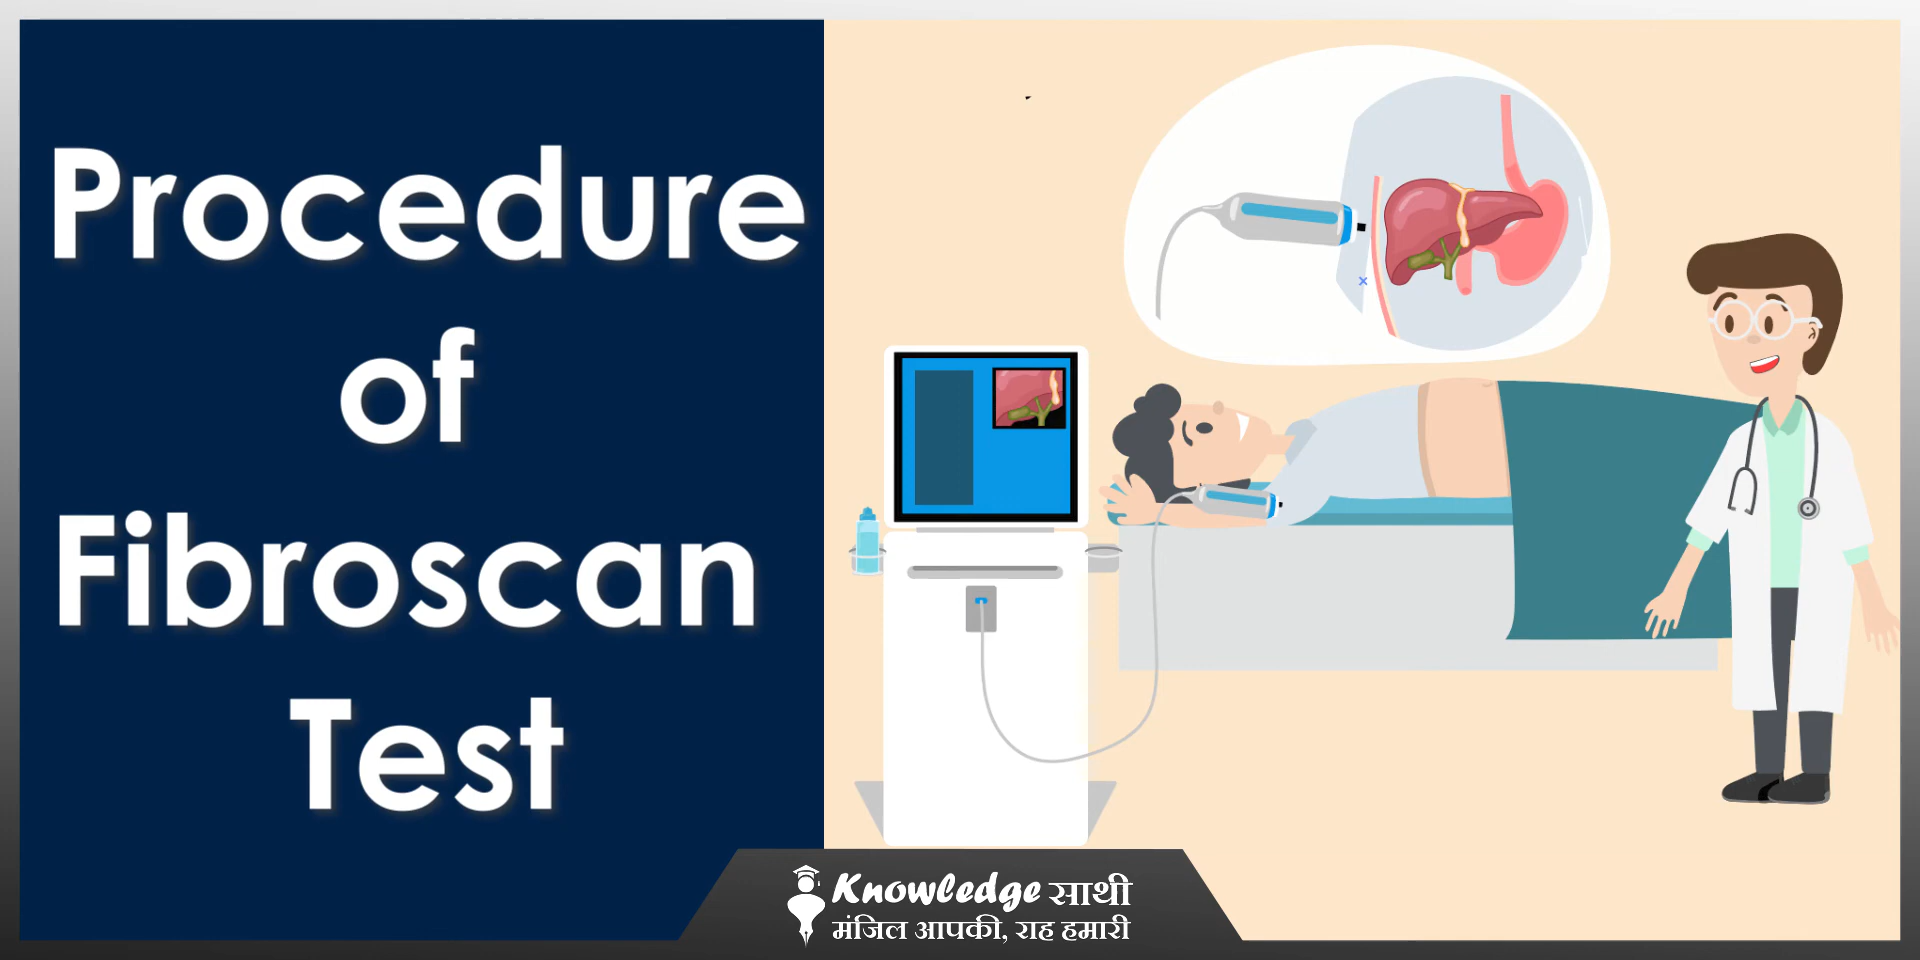 Procedure
of
Fibroscan
Test
Knowledge साथी
मंजिल आपकी, राह हमारी